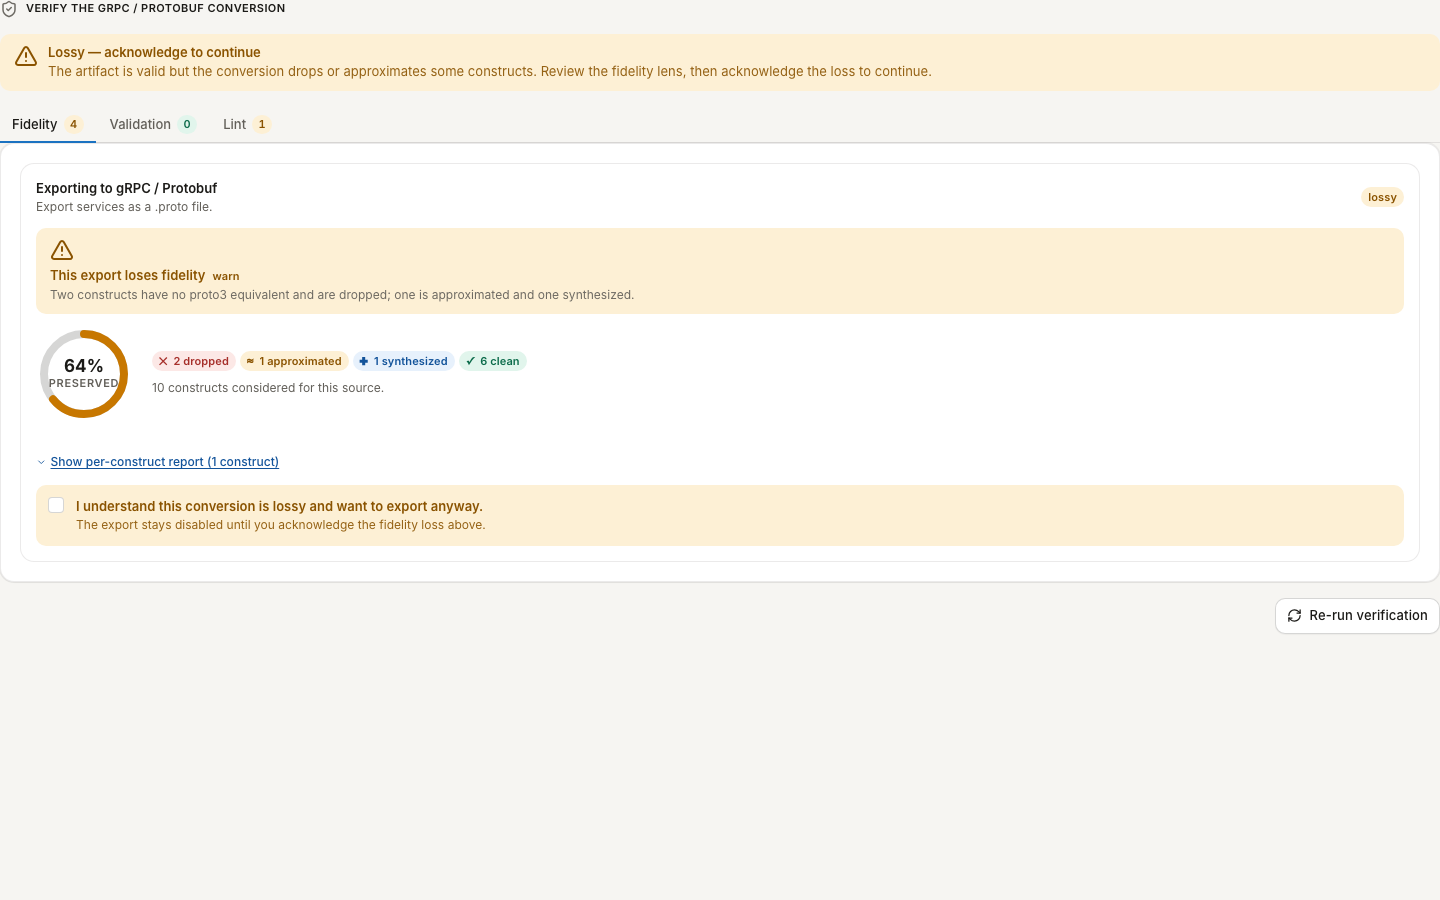 VERIFY THE GRPC / PROTOBUF CONVERSION
Lossy — acknowledge to continue
The artifact is valid but the conversion drops or approximates some constructs. Review the fidelity lens, then acknowledge the loss to continue.
Fidelity 4 Validation 0 Lint 1
Exporting to gRPC / Protobuf
Export services as a .proto file.
lossy
This export loses fidelity warn
Two constructs have no proto3 equivalent and are dropped; one is approximated and one synthesized.
64%
PRESERVED
✕ 2 dropped ≈ 1 approximated ✚ 1 synthesized ✓ 6 clean
10 constructs considered for this source.
Show per-construct report (1 construct)
I understand this conversion is lossy and want to export anyway.
The export stays disabled until you acknowledge the fidelity loss above.
Re-run verification